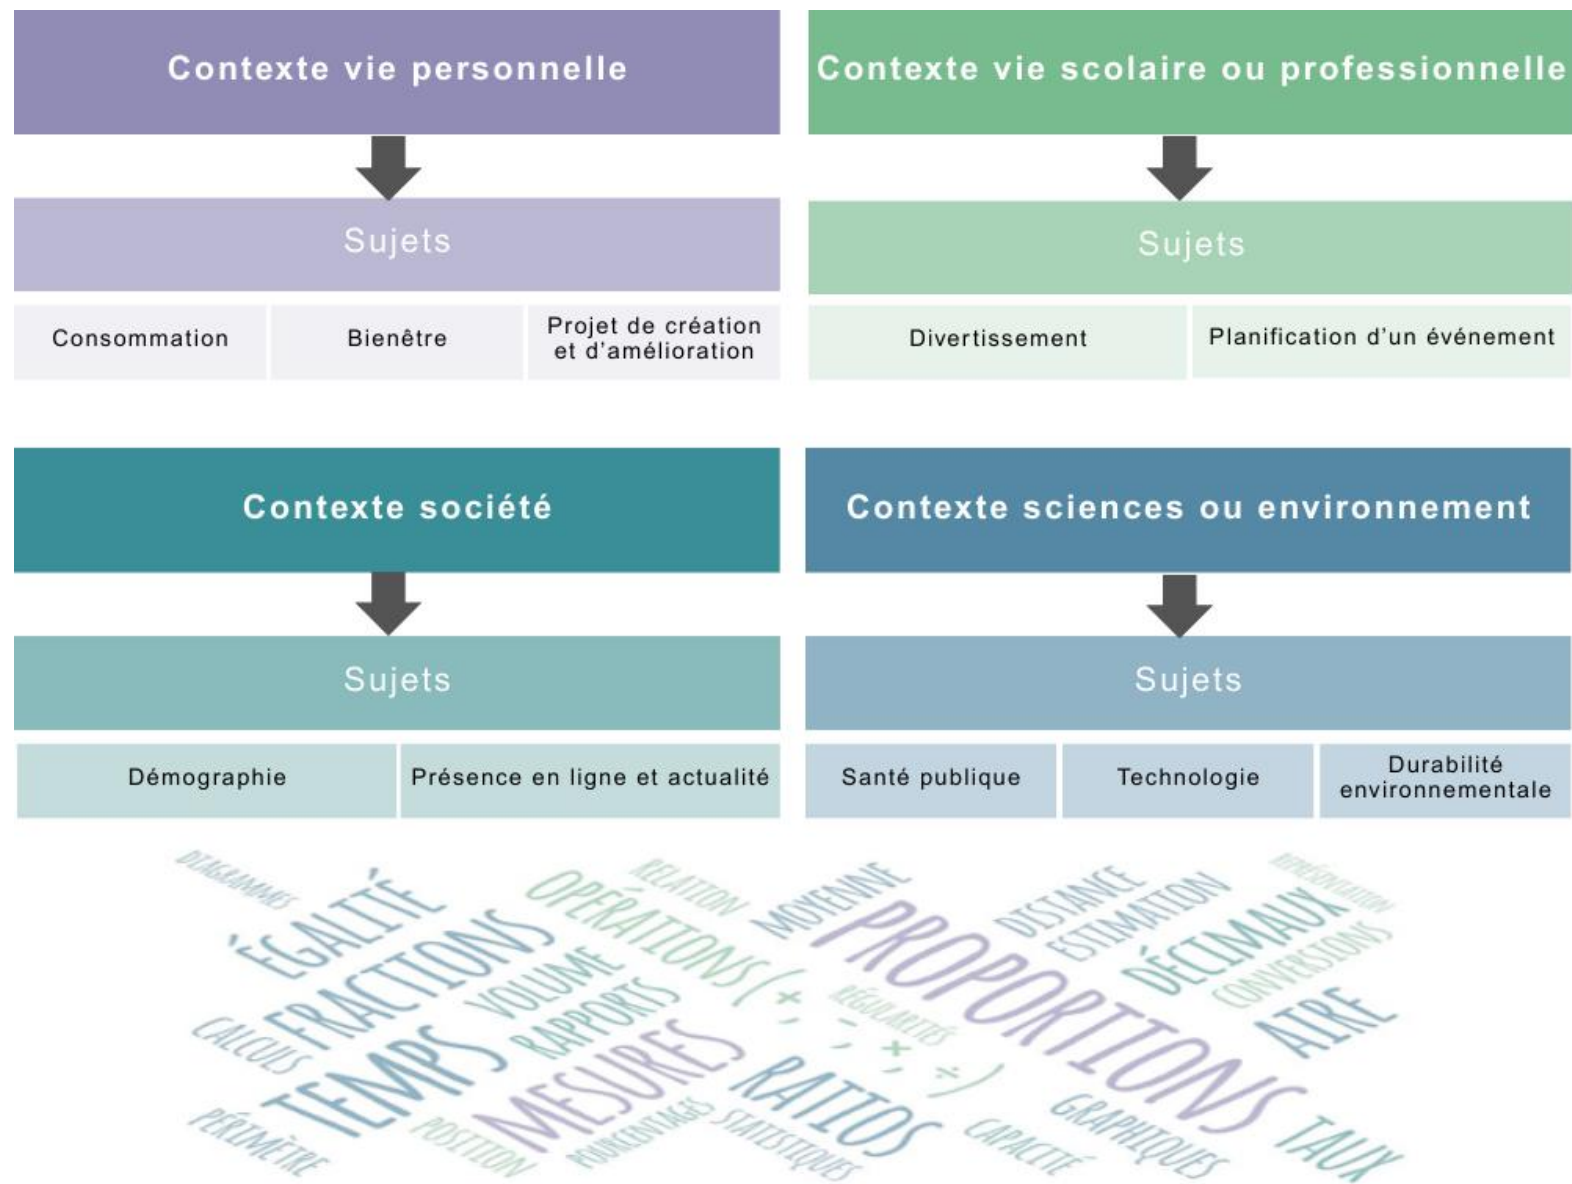 Contexte vie personnelle
Sujets
Consommation
Bienêtre
Projet de création
et d'amélioration
Contexte vie scolaire ou professionnelle
Sujets
Divertissement
Planification d'un événement
Contexte société
Sujets
Démographie
Présence en ligne et actualité
Contexte sciences ou environnement
Sujets
Santé publique
Technologie
Durabilité
environnementale
DIAGRAMMES
ÉGALITÉ
FRACTIONS
CALCULS
TEMPS
PÉRIMÈTRE
VOLUME
RAPPORTS
OPÉRATIONS (+, -, ×, ÷)
RELATION
MOYENNE
MESURES
POSITION
POURCENTAGES
STATISTIQUES
RATIOS
RÉGULARITÉS
PROPORTIONS
DISTANCE
ESTIMATION
DÉCIMAUX
REPRÉSENTATION
CONVERSIONS
AIRE
CAPACITÉ
GRAPHIQUES
TAUX